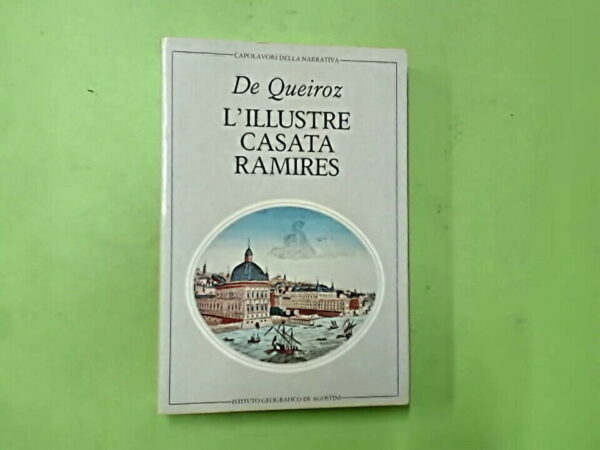 CAPOLAVORI DELLA NARRATIVA
De Queiroz
L'ILLUSTRE
CASATA
RAMIRES
ISTITUTO GEOGRAFICO DE AGOSTINI